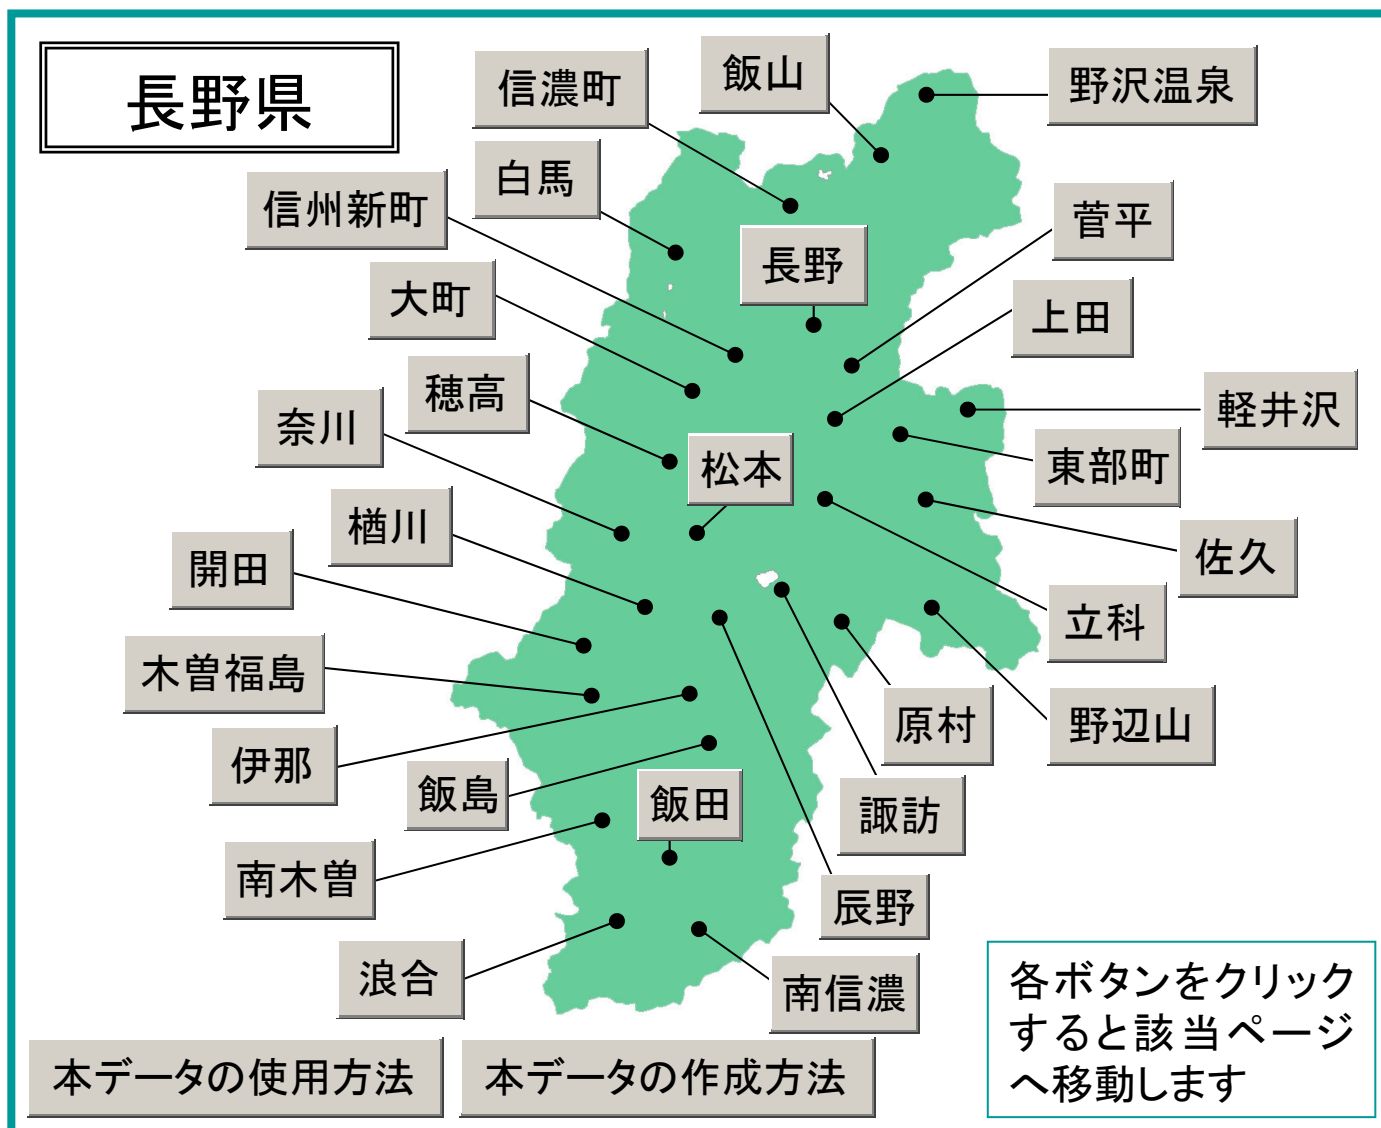 長野県
信濃町
飯山
野沢温泉
白馬
信州新町
菅平
長野
大町
上田
穂高
奈川
軽井沢
松本
東部町
楢川
佐久
開田
立科
木曽福島
原村
野辺山
伊那
飯島
飯田
諏訪
南木曽
辰野
浪合
南信濃
各ボタンをクリック
すると該当ページ
へ移動します
本データの使用方法
本データの作成方法